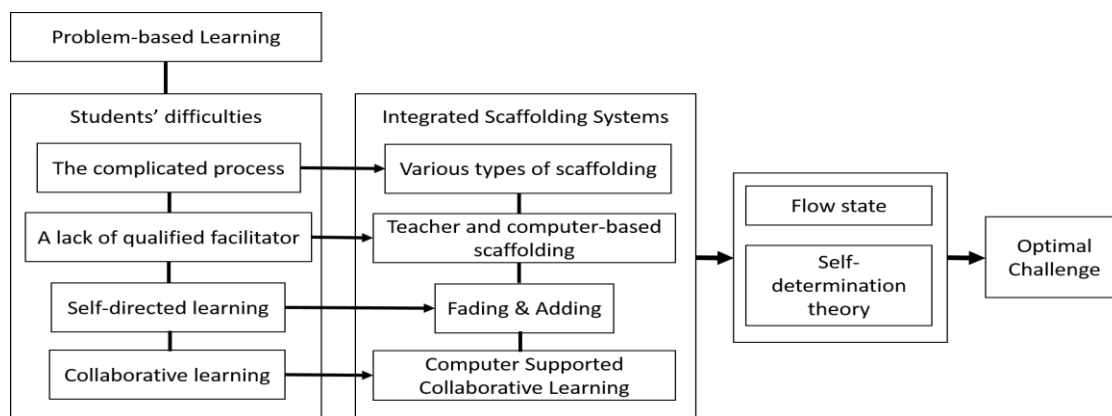 Problem-based Learning
Students’ difficulties
The complicated process
A lack of qualified facilitator
Self-directed learning
Collaborative learning
Integrated Scaffolding Systems
Various types of scaffolding
Teacher and computer-based
scaffolding
Fading & Adding
Computer Supported
Collaborative Learning
Flow state
Self-
determination
theory
Optimal
Challenge